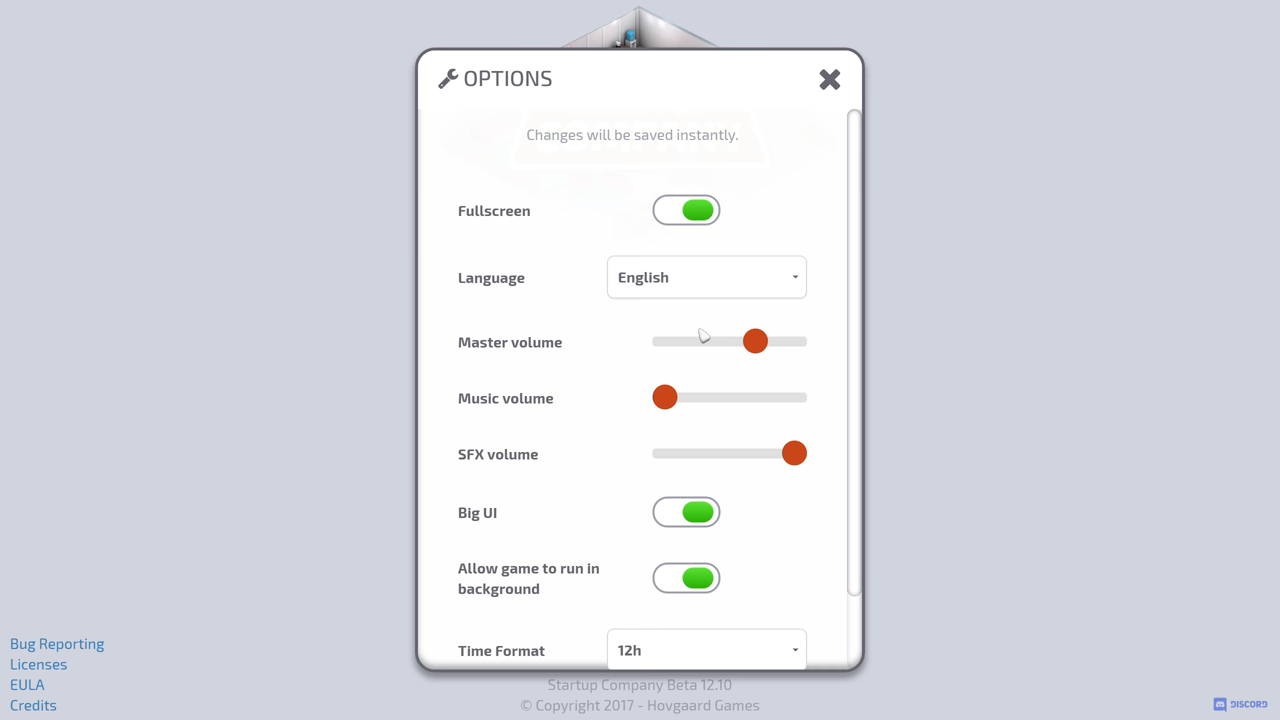 OPTIONS
COMPANY
Changes will be saved instantly.
Fullscreen
Language
English
Master volume
Music volume
SFX volume
Big UI
Allow game to run in
background
Time Format
12h
Bug Reporting
Licenses
EULA
Credits
Startup Company Beta 12.10
© Copyright 2017 - Hovgaard Games
DISCORD